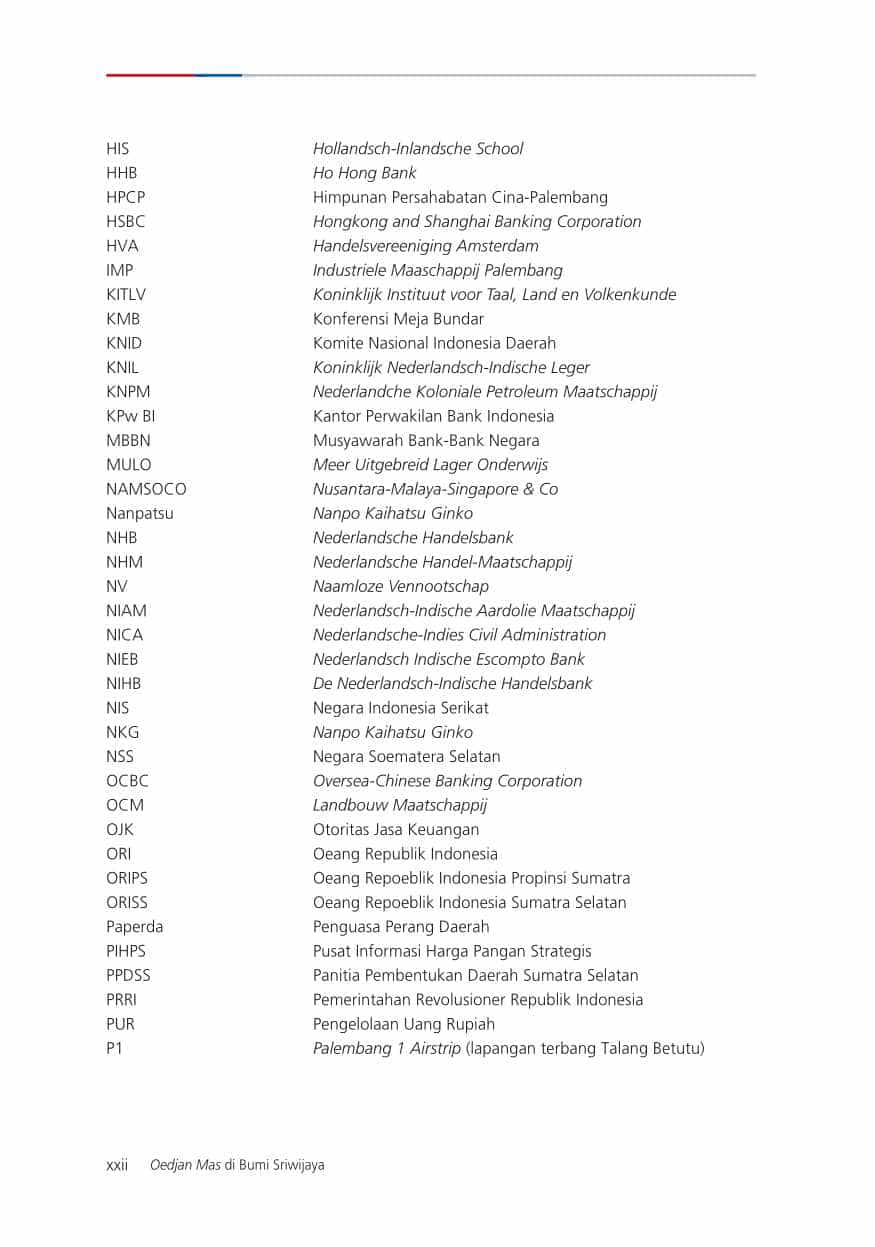 HIS Hollandsch-Inlandsche School
HHB Ho Hong Bank
HPCP Himpunan Persahabatan Cina-Palembang
HSBC Hongkong and Shanghai Banking Corporation
HVA Handelsvereeniging Amsterdam
IMP Industriele Maaschappij Palembang
KITLV Koninklijk Instituut voor Taal, Land en Volkenkunde
KMB Konferensi Meja Bundar
KNID Komite Nasional Indonesia Daerah
KNIL Koninklijk Nederlandsch-Indische Leger
KNPM Nederlandche Koloniale Petroleum Maatschappij
KPw BI Kantor Perwakilan Bank Indonesia
MBBN Musyawarah Bank-Bank Negara
MULO Meer Uitgebreid Lager Onderwijs
NAMSOCO Nusantara-Malaya-Singapore & Co
Nanpatsu Nanpo Kaihatsu Ginko
NHB Nederlandsche Handelsbank
NHM Nederlandsche Handel-Maatschappij
NV Naamloze Vennootschap
NIAM Nederlandsch-Indische Aardolie Maatschappij
NICA Nederlandsche-Indies Civil Administration
NIEB Nederlandsch Indische Escompto Bank
NIHB De Nederlandsch-Indische Handelsbank
NIS Negara Indonesia Serikat
NKG Nanpo Kaihatsu Ginko
NSS Negara Soematera Selatan
OCBC Oversea-Chinese Banking Corporation
OCM Landbouw Maatschappij
OJK Otoritas Jasa Keuangan
ORI Oeang Republik Indonesia
ORIPS Oeang Repoeblik Indonesia Propinsi Sumatra
ORISS Oeang Repoeblik Indonesia Sumatra Selatan
Paperda Penguasa Perang Daerah
PIHPS Pusat Informasi Harga Pangan Strategis
PPDSS Panitia Pembentukan Daerah Sumatra Selatan
PRRI Pemerintahan Revolusioner Republik Indonesia
PUR Pengelolaan Uang Rupiah
P1 Palembang 1 Airstrip (lapangan terbang Talang Betutu)
xxii Oedjan Mas di Bumi Sriwijaya